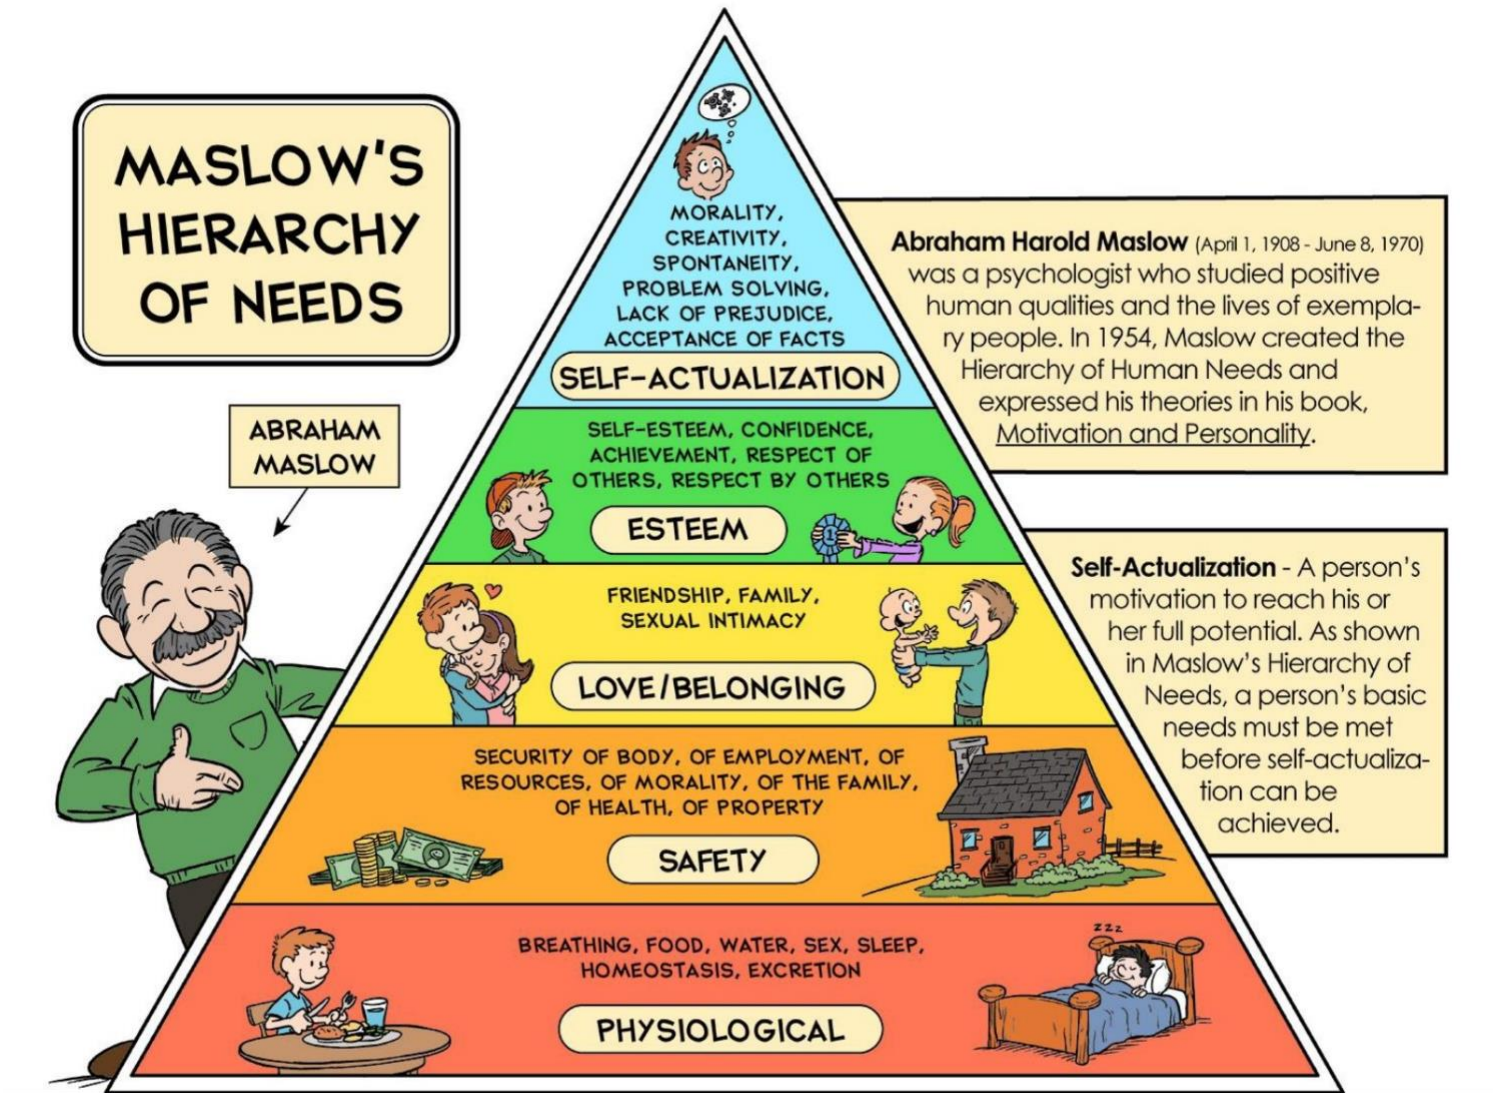 MASLOW'S
HIERARCHY
OF NEEDS
ABRAHAM
MASLOW
MORALITY,
CREATIVITY,
SPONTANEITY,
PROBLEM SOLVING,
LACK OF PREJUDICE,
ACCEPTANCE OF FACTS
SELF-ACTUALIZATION
SELF-ESTEEM, CONFIDENCE,
ACHIEVEMENT, RESPECT OF
OTHERS, RESPECT BY OTHERS
ESTEEM
1
FRIENDSHIP, FAMILY,
SEXUAL INTIMACY
LOVE/BELONGING
SECURITY OF BODY, OF EMPLOYMENT, OF
RESOURCES, OF MORALITY, OF THE FAMILY,
OF HEALTH, OF PROPERTY
SAFETY
BREATHING, FOOD, WATER, SEX, SLEEP,
HOMEOSTASIS, EXCRETION
zzz
PHYSIOLOGICAL
Abraham Harold Maslow (April 1, 1908 - June 8, 1970)
was a psychologist who studied positive
human qualities and the lives of exempla-
ry people. In 1954, Maslow created the
Hierarchy of Human Needs and
expressed his theories in his book,
Motivation and Personality.
Self-Actualization - A person's
motivation to reach his or
her full potential. As shown
in Maslow's Hierarchy of
Needs, a person's basic
needs must be met
before self-actualiza-
tion can be
achieved.